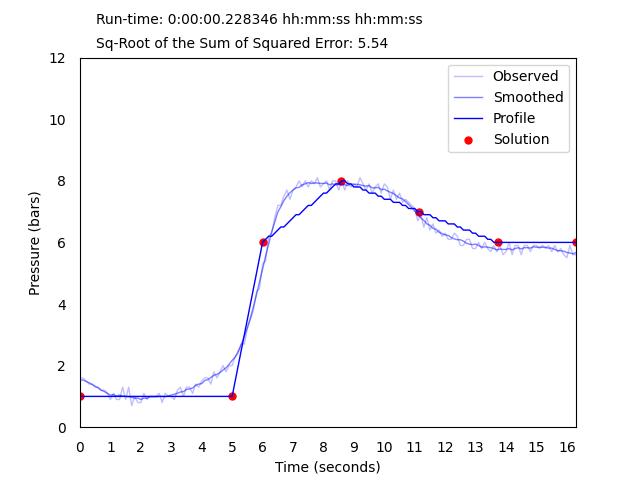 Run-time: 0:00:00.228346 hh:mm:ss hh:mm:ss
Sq-Root of the Sum of Squared Error: 5.54
12
10
8
6
4
2
0
Pressure (bars)
Observed
Smoothed
Profile
Solution
0 1 2 3 4 5 6 7 8 9 10 11 12 13 14 15 16
Time (seconds)